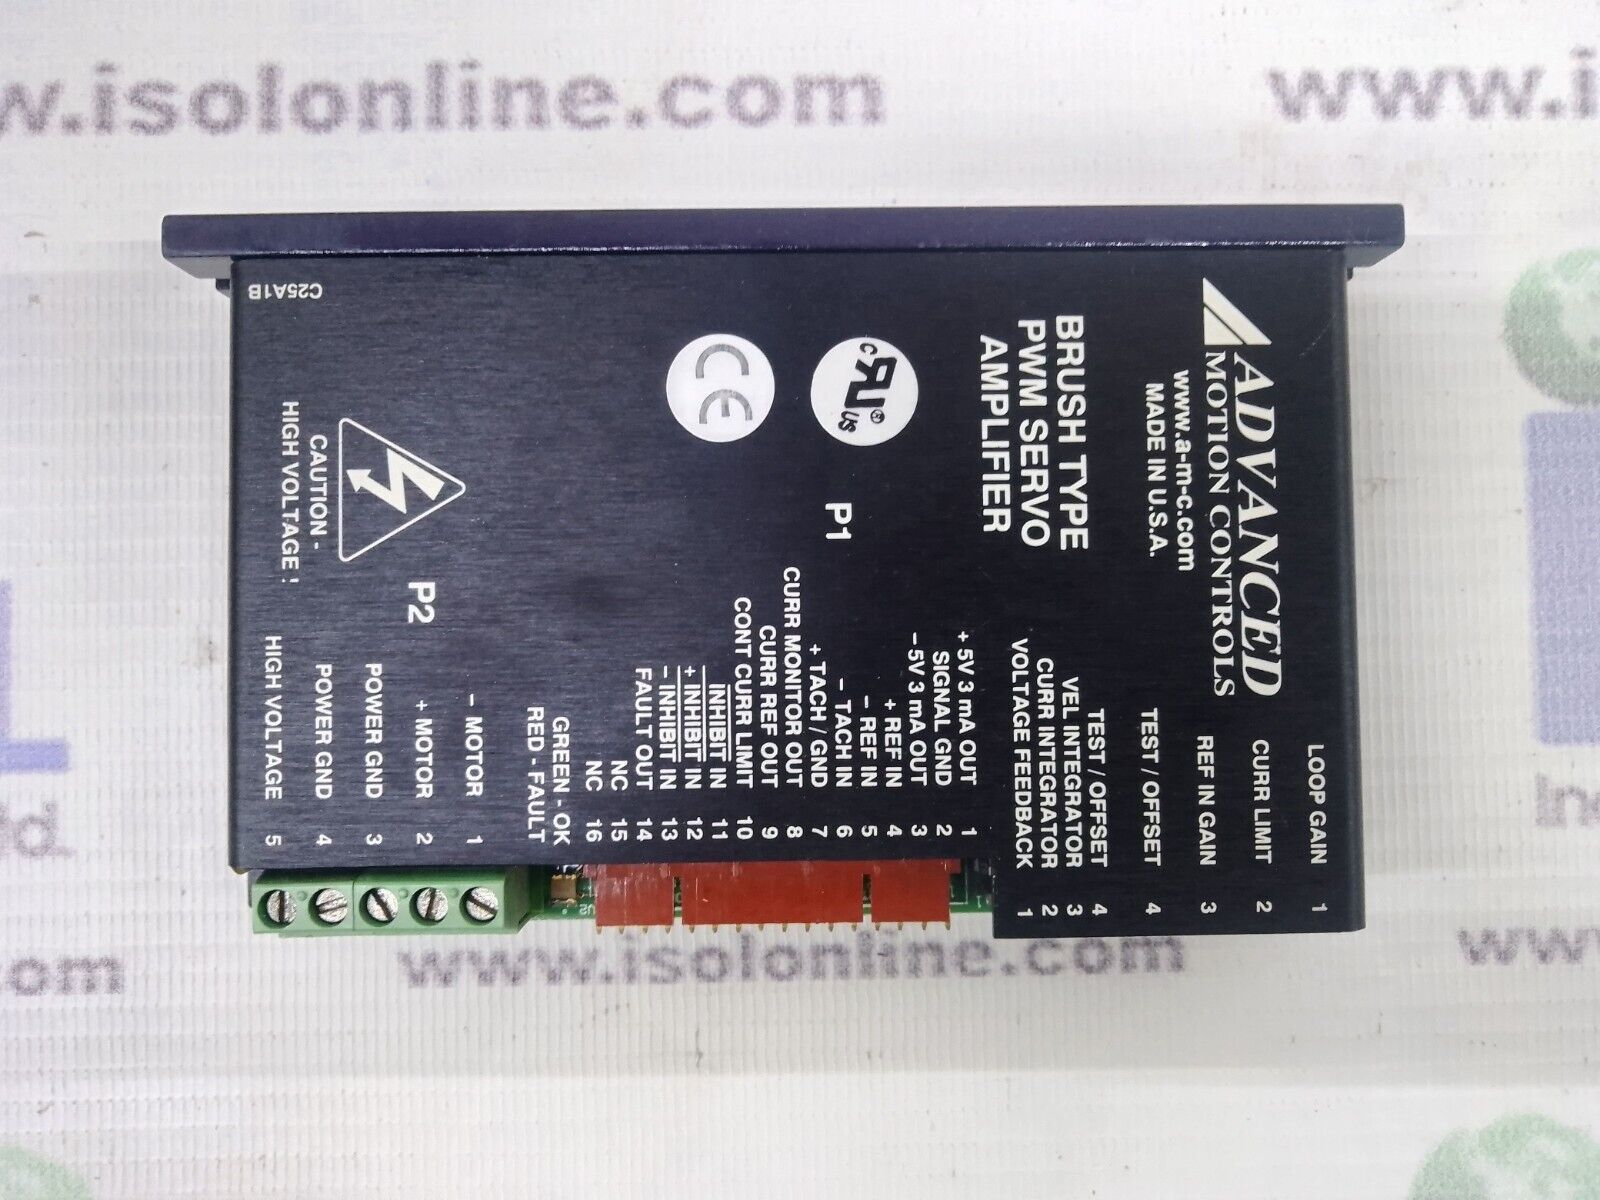 www.isolonline.com
www.i
C25A1B
ADVANCED
MOTION CONTROLS
www.a-m-c.com
MADE IN U.S.A.
BRUSH TYPE
PWM SERVO
AMPLIFIER
c RU us ®
CE
CAUTION -
HIGH VOLTAGE !
LOOP GAIN 1
CURR LIMIT 2
REF IN GAIN 3
TEST / OFFSET 4
TEST / OFFSET 4
VEL INTEGRATOR 3
CURR INTEGRATOR 2
VOLTAGE FEEDBACK 1
P1
+ 5V 3 mA OUT 1
SIGNAL GND 2
- 5V 3 mA OUT 3
+ REF IN 4
- REF IN 5
- TACH IN 6
+ TACH / GND 7
CURR MONITOR OUT 8
CURR REF OUT 9
CONT CURR LIMIT 10
INHIBIT IN 11
+ INHIBIT IN 12
- INHIBIT IN 13
FAULT OUT 14
NC 15
NC 16
GREEN - OK
RED - FAULT
P2
- MOTOR 1
+ MOTOR 2
POWER GND 3
POWER GND 4
HIGH VOLTAGE 5
www.isolonline.com
www.i
td.
In
com